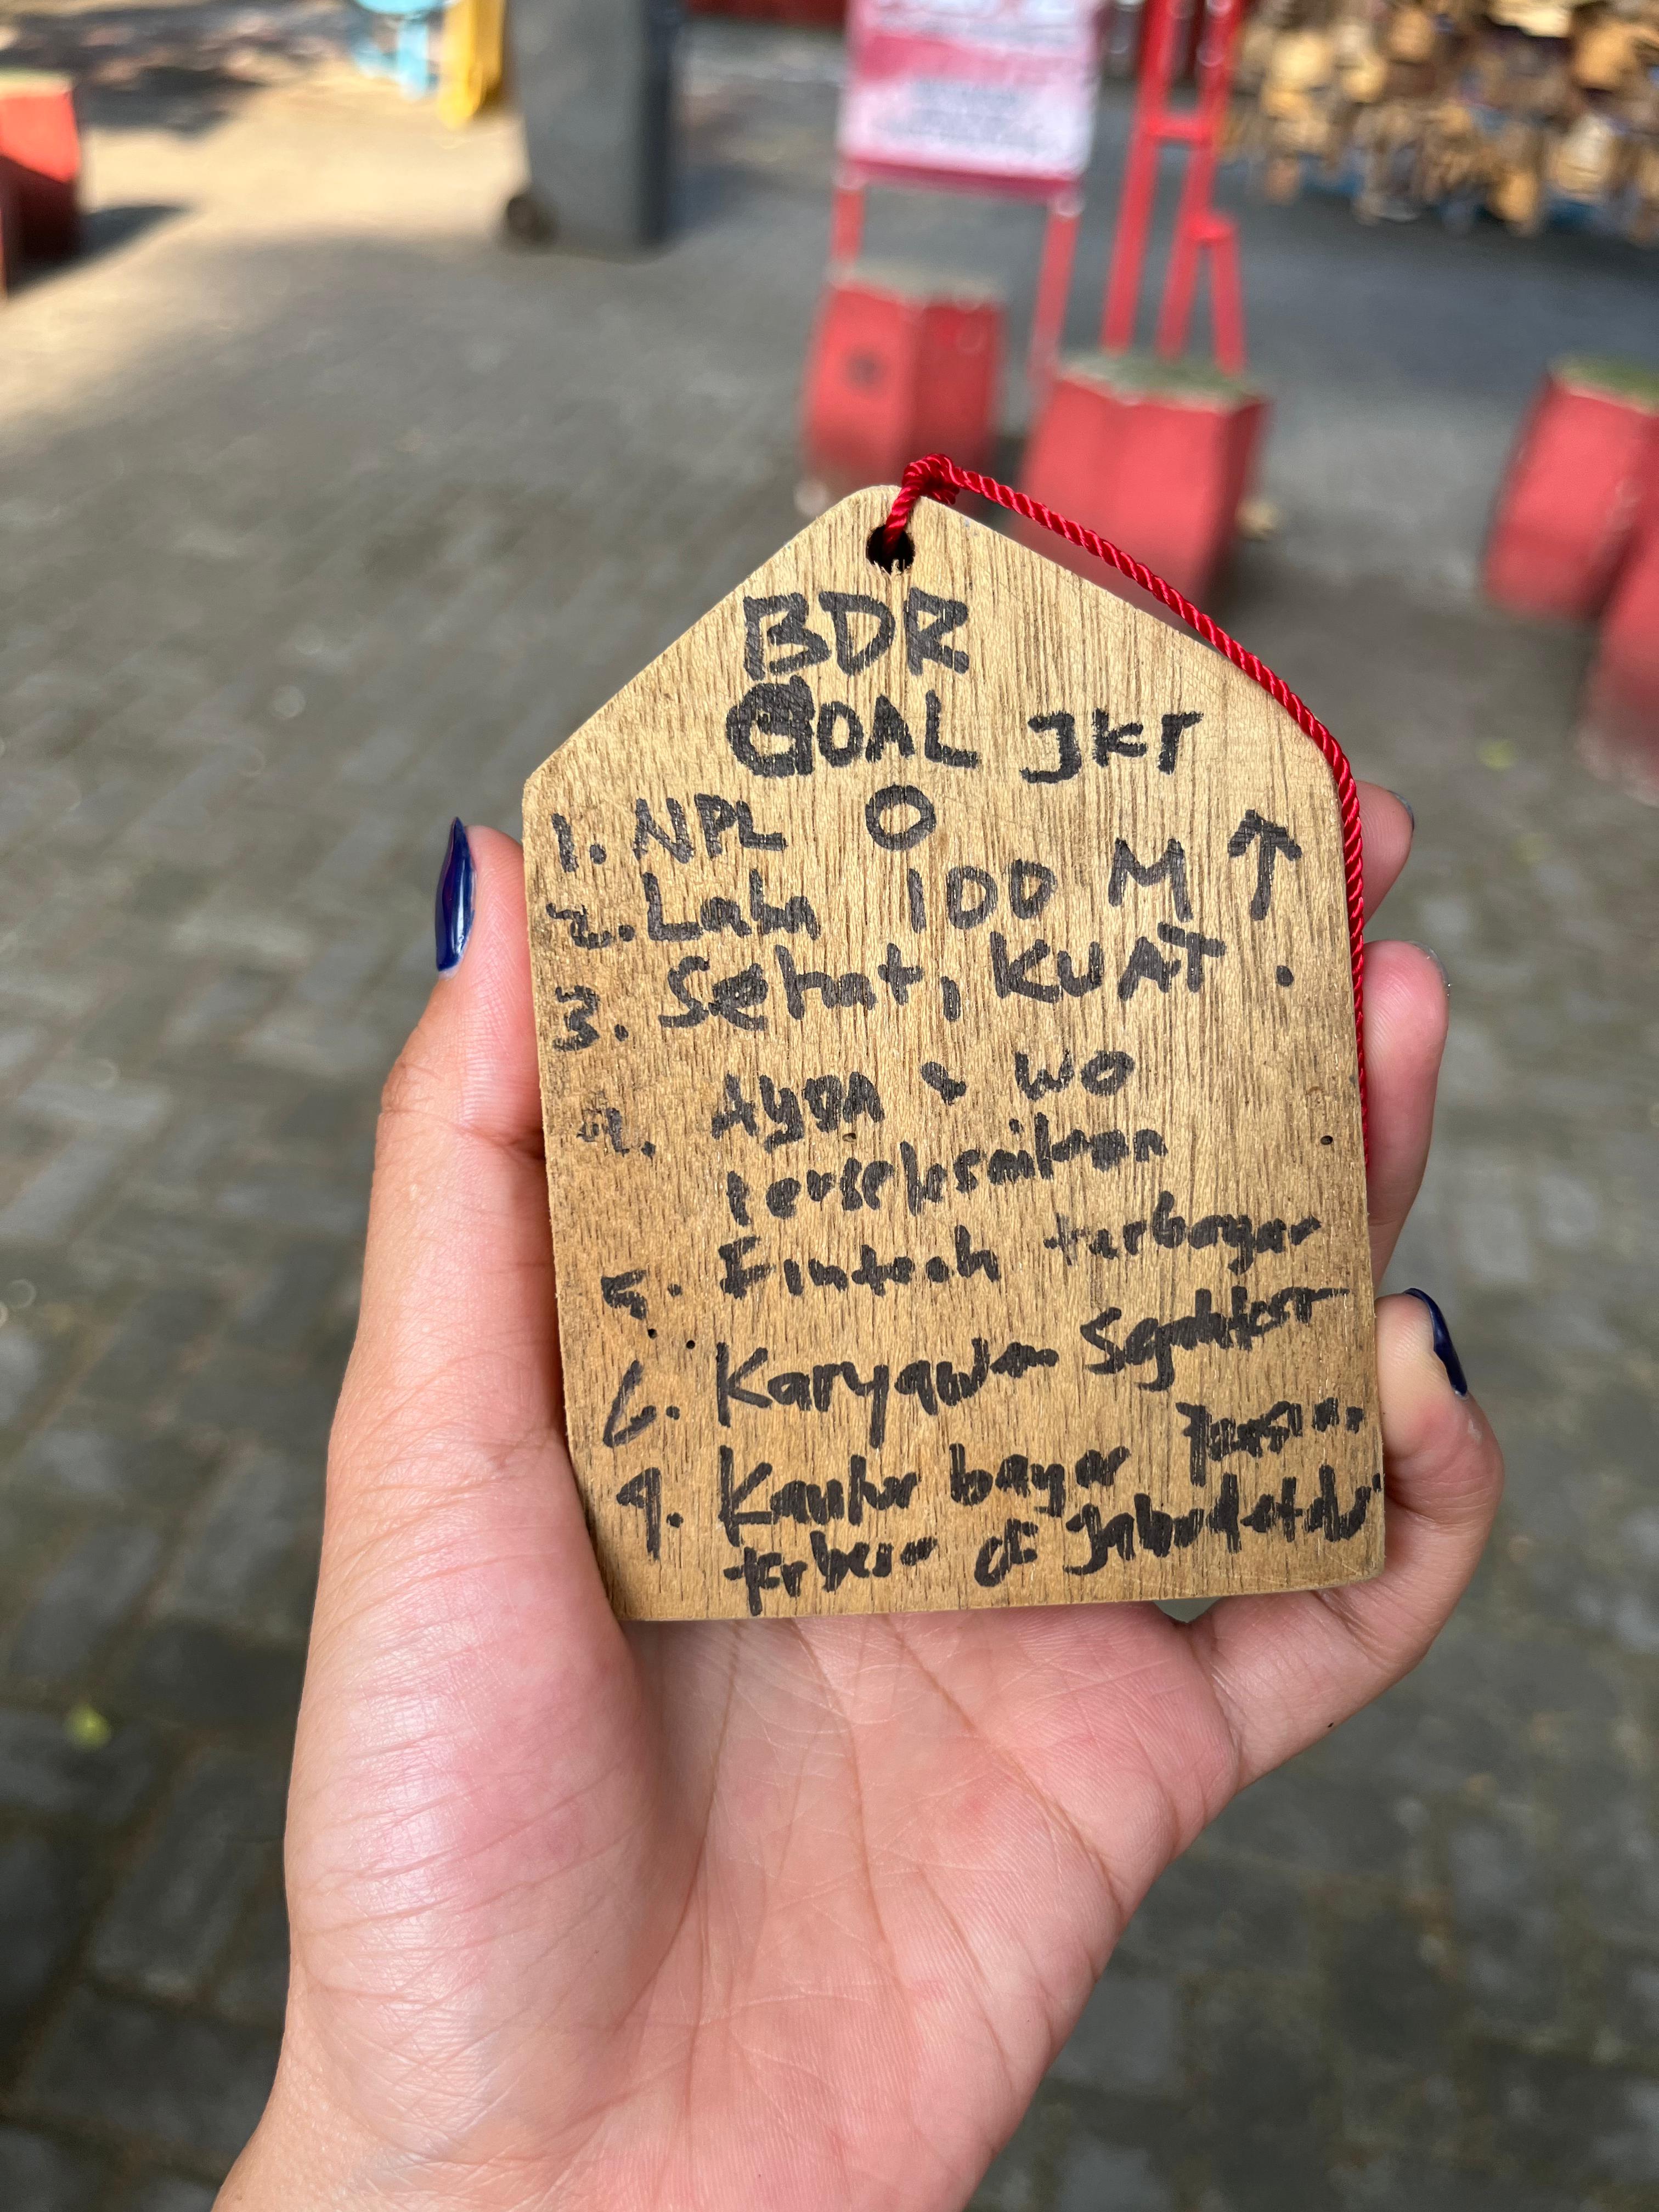 BDR
GOAL JKT
1. NPL 0
2. Laba 100 M ↑
3. Sehat, KUAT.
4. AYDA & WO
terselesaikan
5. Fintech terbayar
6. Karyawan Sejahtera
7. Kantor bayar
terbesar di Jabodetabek